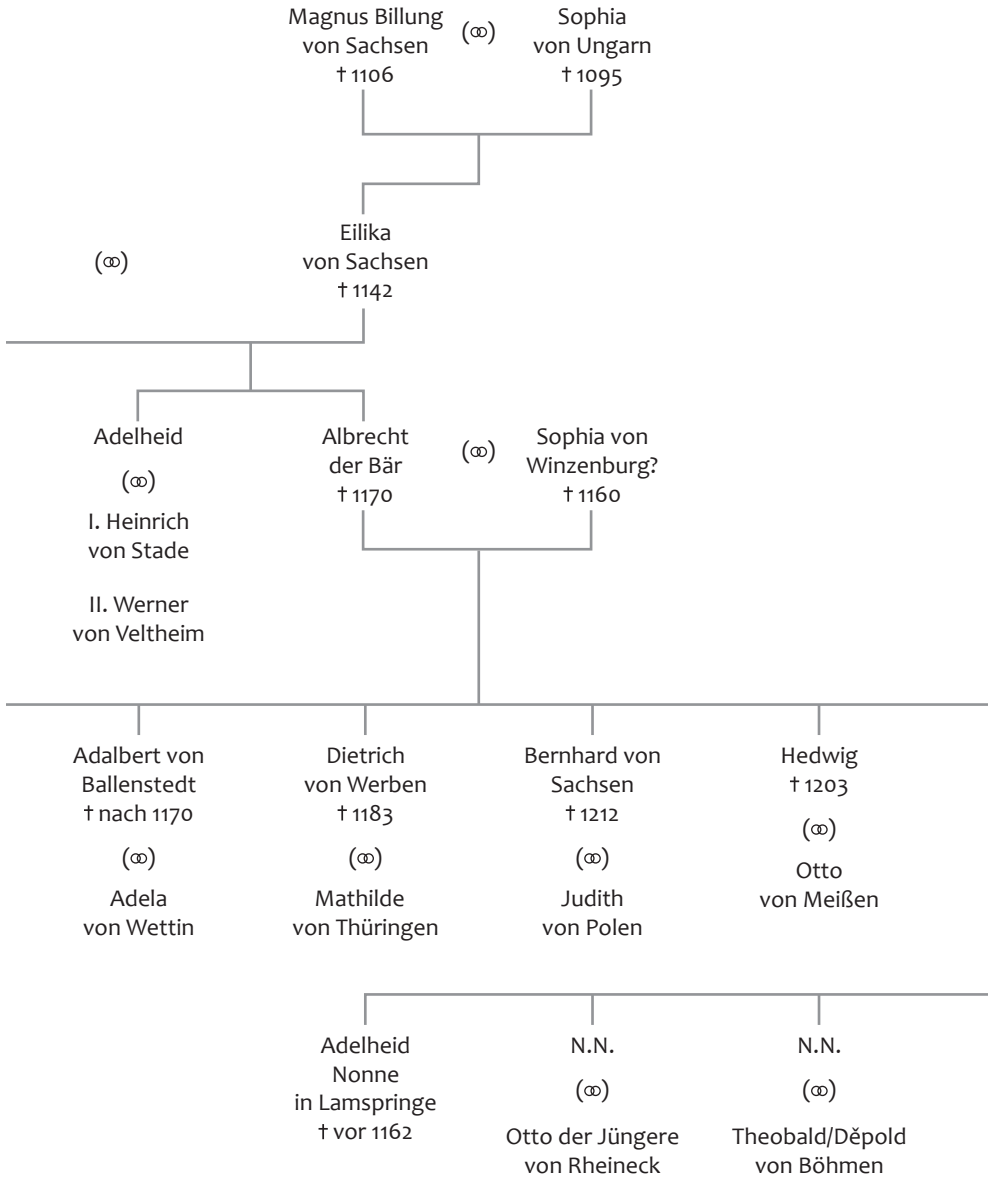 Magnus Billung
von Sachsen
† 1106
(⚭)
Sophia
von Ungarn
† 1095
(⚭)
Eilika
von Sachsen
† 1142
Adelheid
(⚭)
I. Heinrich
von Stade
II. Werner
von Veltheim
Albrecht
der Bär
† 1170
(⚭)
Sophia von
Winzenburg?
† 1160
Adalbert von
Ballenstedt
† nach 1170
(⚭)
Adela
von Wettin
Dietrich
von Werben
† 1183
(⚭)
Mathilde
von Thüringen
Bernhard von
Sachsen
† 1212
(⚭)
Judith
von Polen
Hedwig
† 1203
(⚭)
Otto
von Meißen
Adelheid
Nonne
in Lamspringe
† vor 1162
N.N.
(⚭)
Otto der Jüngere
von Rheineck
N.N.
(⚭)
Theobald/Děpold
von Böhmen